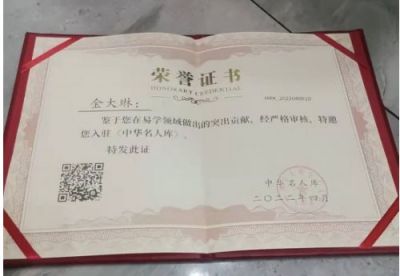 荣誉证书
HONORARY CREDENTIAL
金大琳：
鉴于您在易学领域做出的突出贡献、经严格审核、特邀
您入驻《中华名人库》。
特发此证
中华名人库
二〇二二年四月